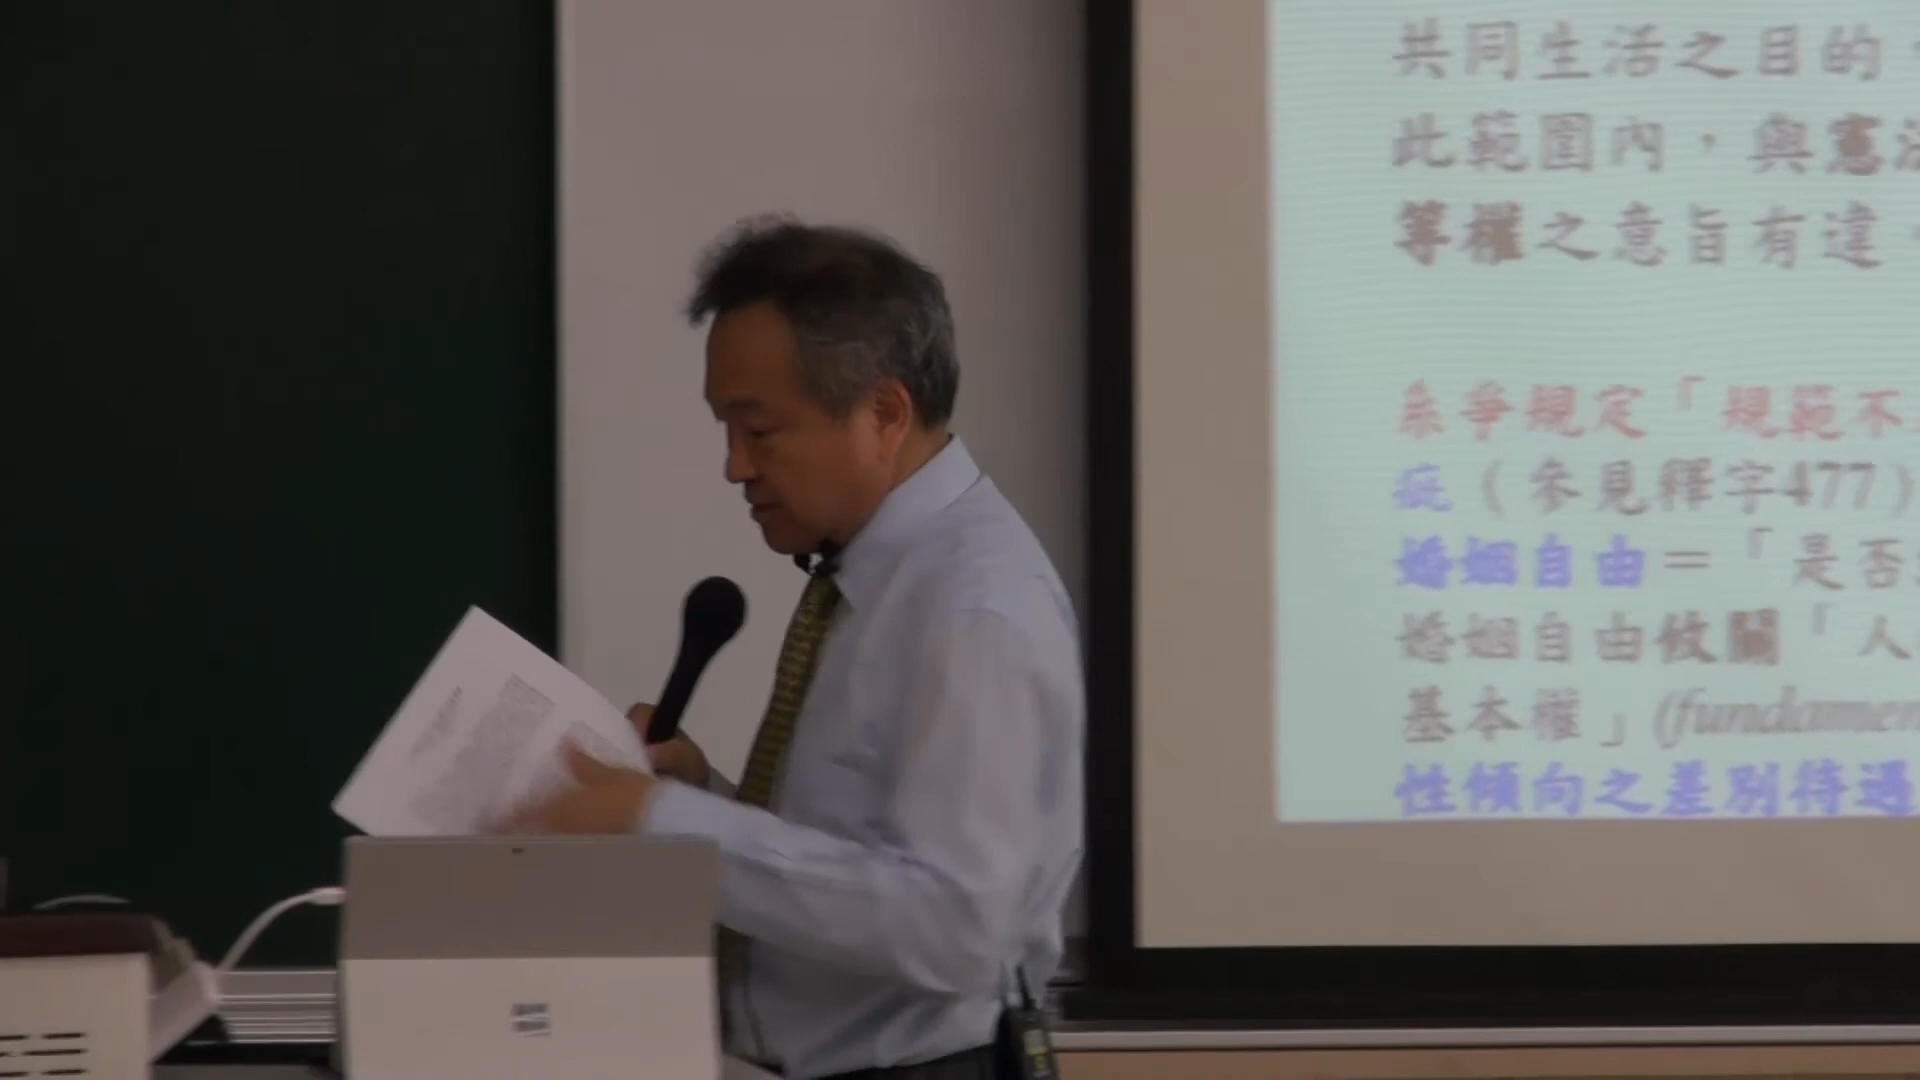 共同生活之目的
此範圍內，與憲法
等權之意旨有違
系爭規定「規範不
疵（參見釋字477）
婚姻自由＝「是否
婚姻自由攸關「人
基本權」(fundamen
性傾向之差別待遇